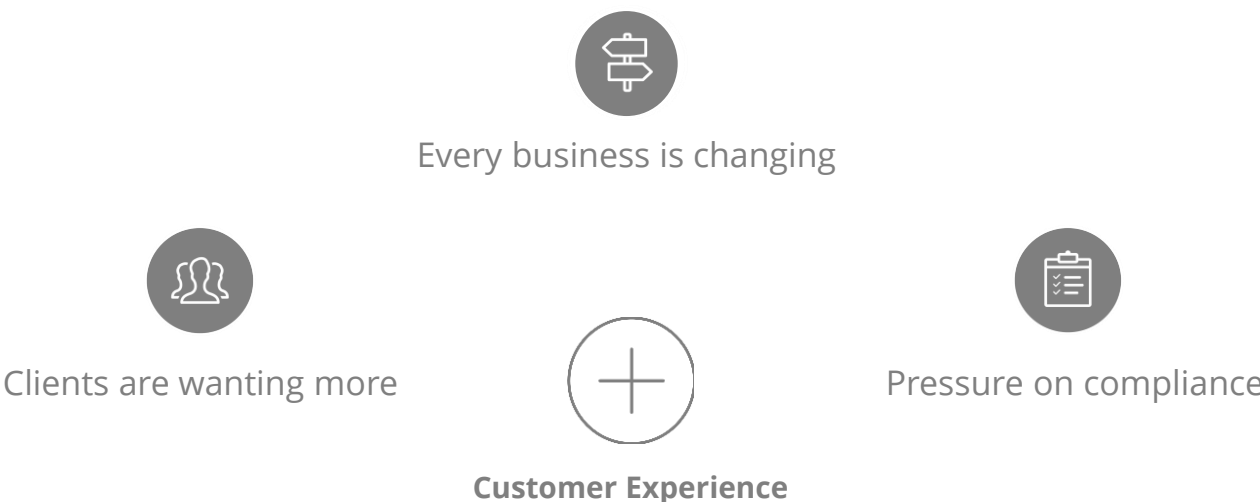 Every business is changing
Clients are wanting more
Pressure on compliance
Customer Experience